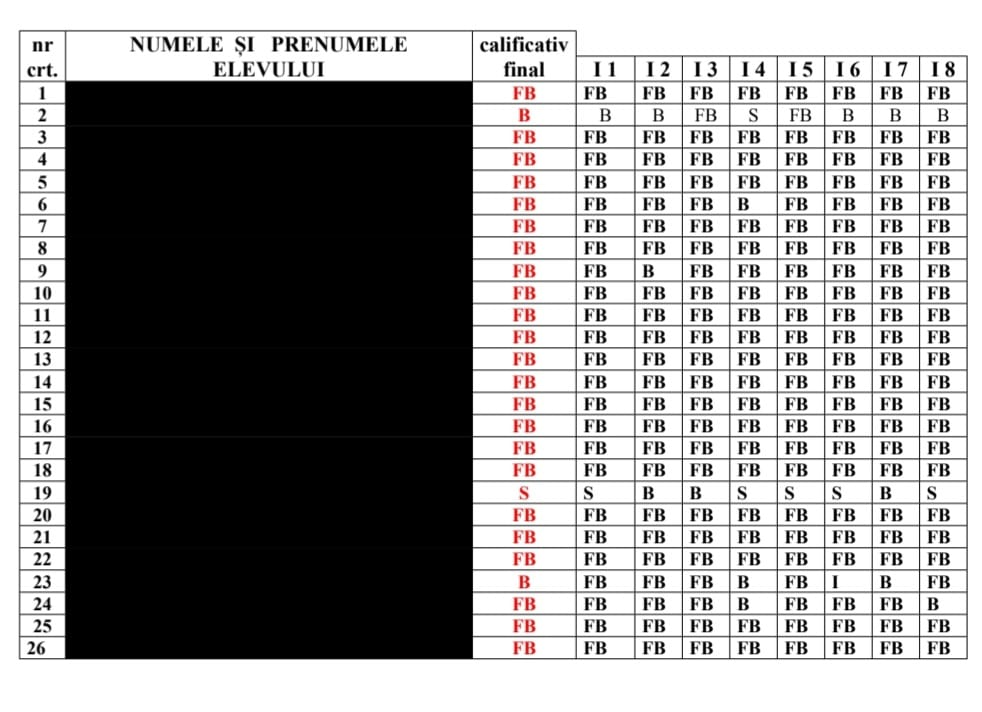 nr crt. NUMELE ȘI PRENUMELE ELEVULUI calificativ final I 1 I 2 I 3 I 4 I 5 I 6 I 7 I 8
1 FB FB FB FB FB FB FB FB FB
2 B B B FB S FB B B B
3 FB FB FB FB FB FB FB FB FB
4 FB FB FB FB FB FB FB FB FB
5 FB FB FB FB FB FB FB FB FB
6 FB FB FB FB B FB FB FB FB
7 FB FB FB FB FB FB FB FB FB
8 FB FB FB FB FB FB FB FB FB
9 FB FB B FB FB FB FB FB FB
10 FB FB FB FB FB FB FB FB FB
11 FB FB FB FB FB FB FB FB FB
12 FB FB FB FB FB FB FB FB FB
13 FB FB FB FB FB FB FB FB FB
14 FB FB FB FB FB FB FB FB FB
15 FB FB FB FB FB FB FB FB FB
16 FB FB FB FB FB FB FB FB FB
17 FB FB FB FB FB FB FB FB FB
18 FB FB FB FB FB FB FB FB FB
19 S S B B S S S B S
20 FB FB FB FB FB FB FB FB FB
21 FB FB FB FB FB FB FB FB FB
22 FB FB FB FB FB FB FB FB FB
23 B FB FB FB B FB I B FB
24 FB FB FB FB B FB FB FB B
25 FB FB FB FB FB FB FB FB FB
26 FB FB FB FB FB FB FB FB FB